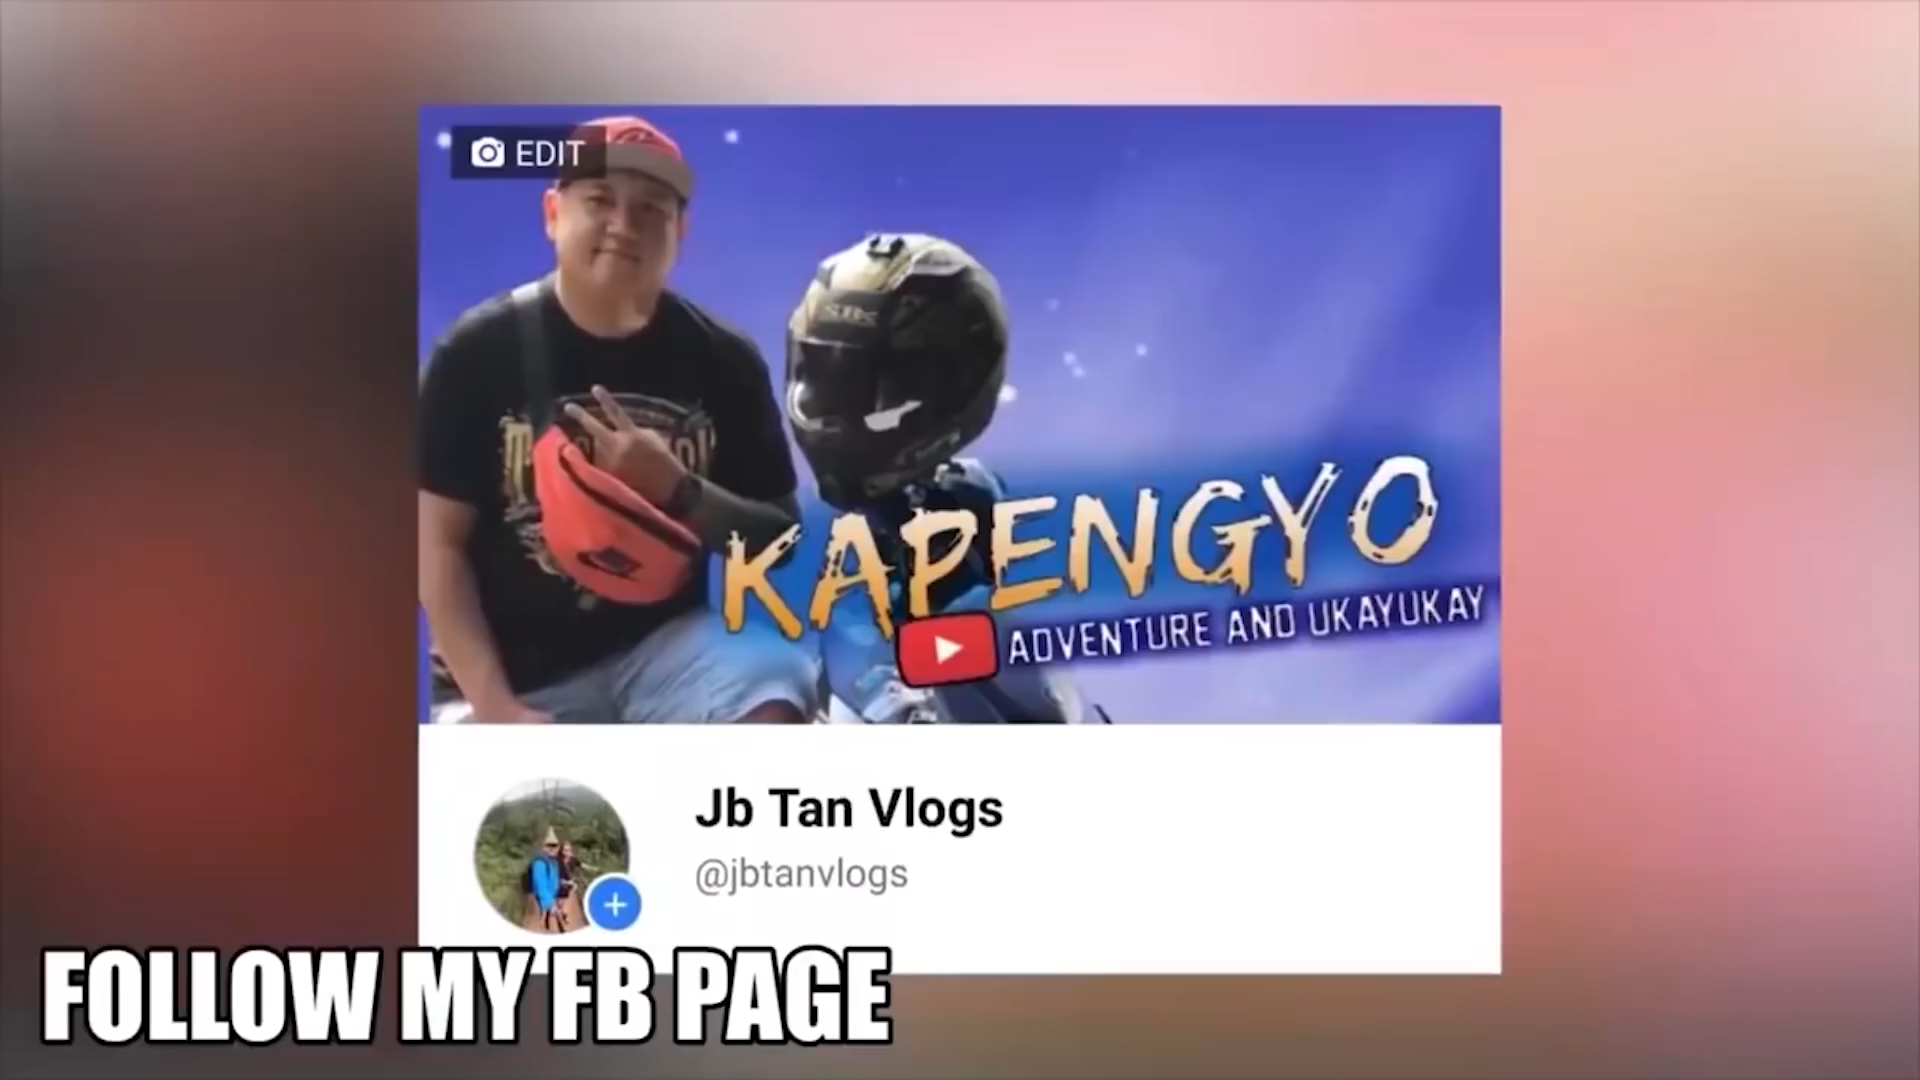 EDIT
KAPENGYO
ADVENTURE AND UKAYUKAY
Jb Tan Vlogs
@jbtanvlogs
FOLLOW MY FB PAGE